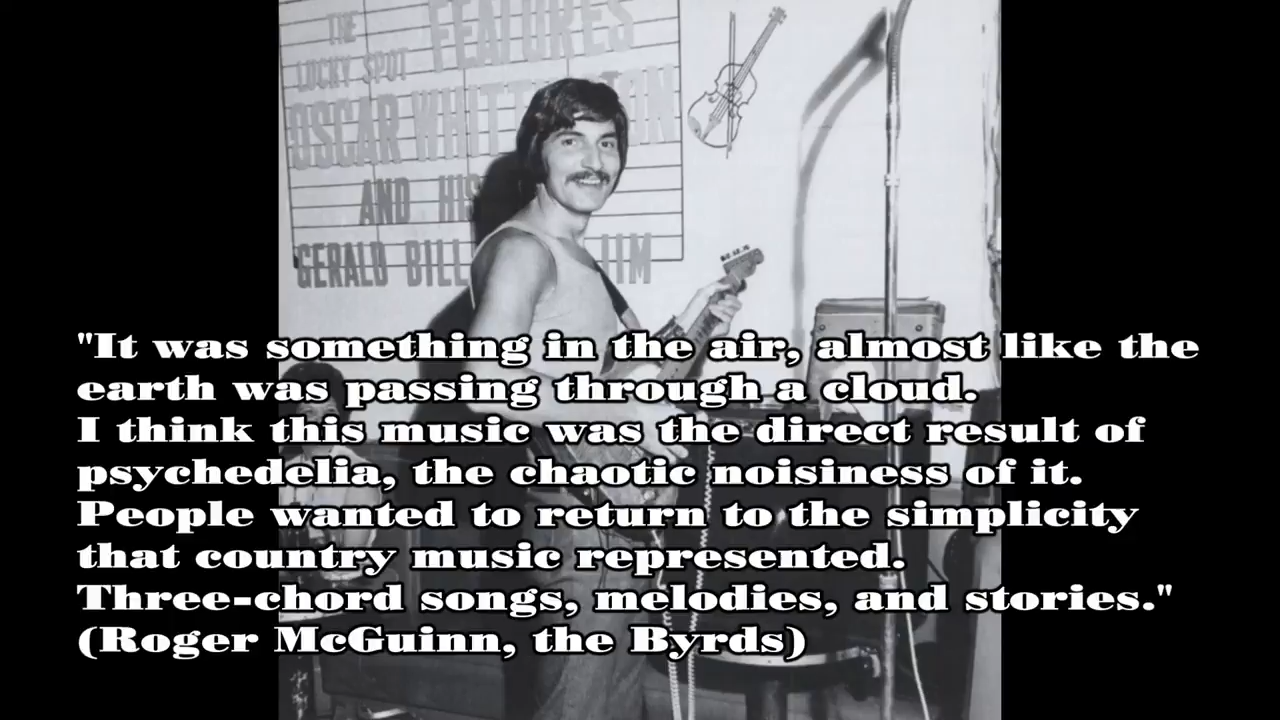 THE FEATURES
LUCKY SPOT
OSCAR
AND HIS
GERALD BILL JIM
"It was something in the air, almost like the
earth was passing through a cloud.
I think this music was the direct result of
psychedelia, the chaotic noisiness of it.
People wanted to return to the simplicity
that country music represented.
Three-chord songs, melodies, and stories."
(Roger McGuinn, the Byrds)